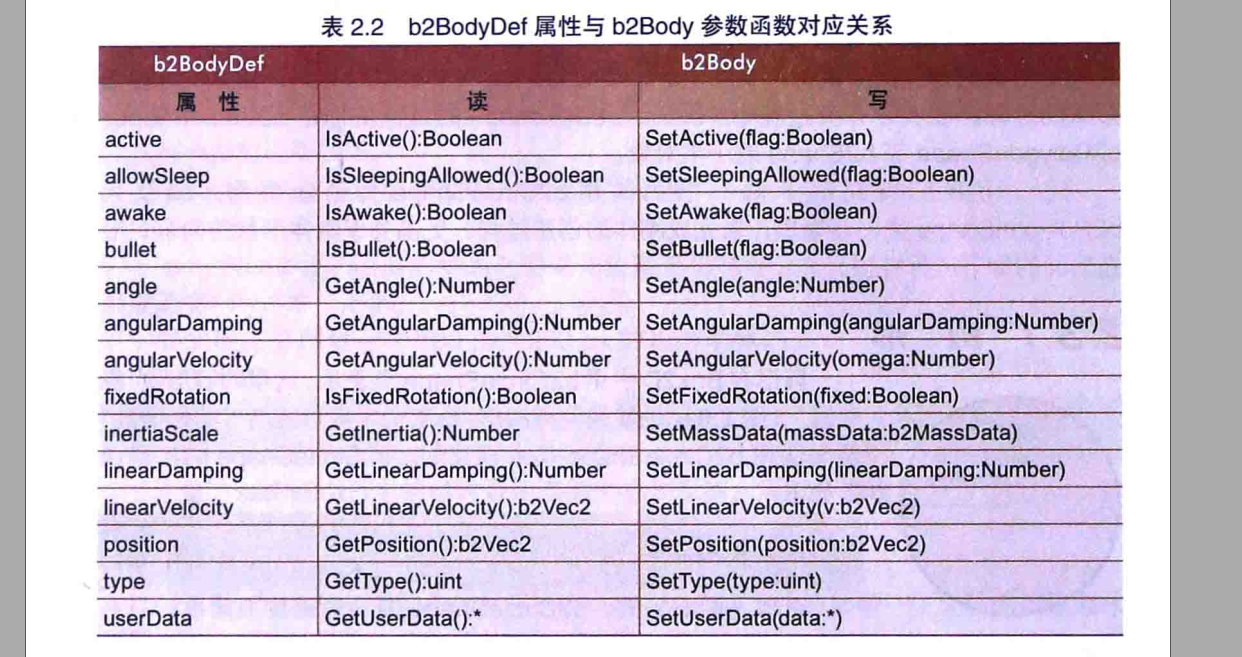 表 2.2 b2BodyDef 属性与 b2Body 参数函数对应关系
b2BodyDef b2Body
属 性 读 写
active IsActive():Boolean SetActive(flag:Boolean)
allowSleep IsSleepingAllowed():Boolean SetSleepingAllowed(flag:Boolean)
awake IsAwake():Boolean SetAwake(flag:Boolean)
bullet IsBullet():Boolean SetBullet(flag:Boolean)
angle GetAngle():Number SetAngle(angle:Number)
angularDamping GetAngularDamping():Number SetAngularDamping(angularDamping:Number)
angularVelocity GetAngularVelocity():Number SetAngularVelocity(omega:Number)
fixedRotation IsFixedRotation():Boolean SetFixedRotation(fixed:Boolean)
inertiaScale GetInertia():Number SetMassData(massData:b2MassData)
linearDamping GetLinearDamping():Number SetLinearDamping(linearDamping:Number)
linearVelocity GetLinearVelocity():b2Vec2 SetLinearVelocity(v:b2Vec2)
position GetPosition():b2Vec2 SetPosition(position:b2Vec2)
type GetType():uint SetType(type:uint)
userData GetUserData():* SetUserData(data:*)